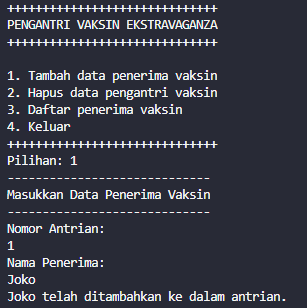 ++++++++++++++++++++++++++++++
PENGANTRI VAKSIN EKSTRAVAGANZA
++++++++++++++++++++++++++++++
1. Tambah data penerima vaksin
2. Hapus data pengantri vaksin
3. Daftar penerima vaksin
4. Keluar
++++++++++++++++++++++++++++++
Pilihan: 1
-----------------------------
Masukkan Data Penerima Vaksin
-----------------------------
Nomor Antrian:
1
Nama Penerima:
Joko
Joko telah ditambahkan ke dalam antrian.